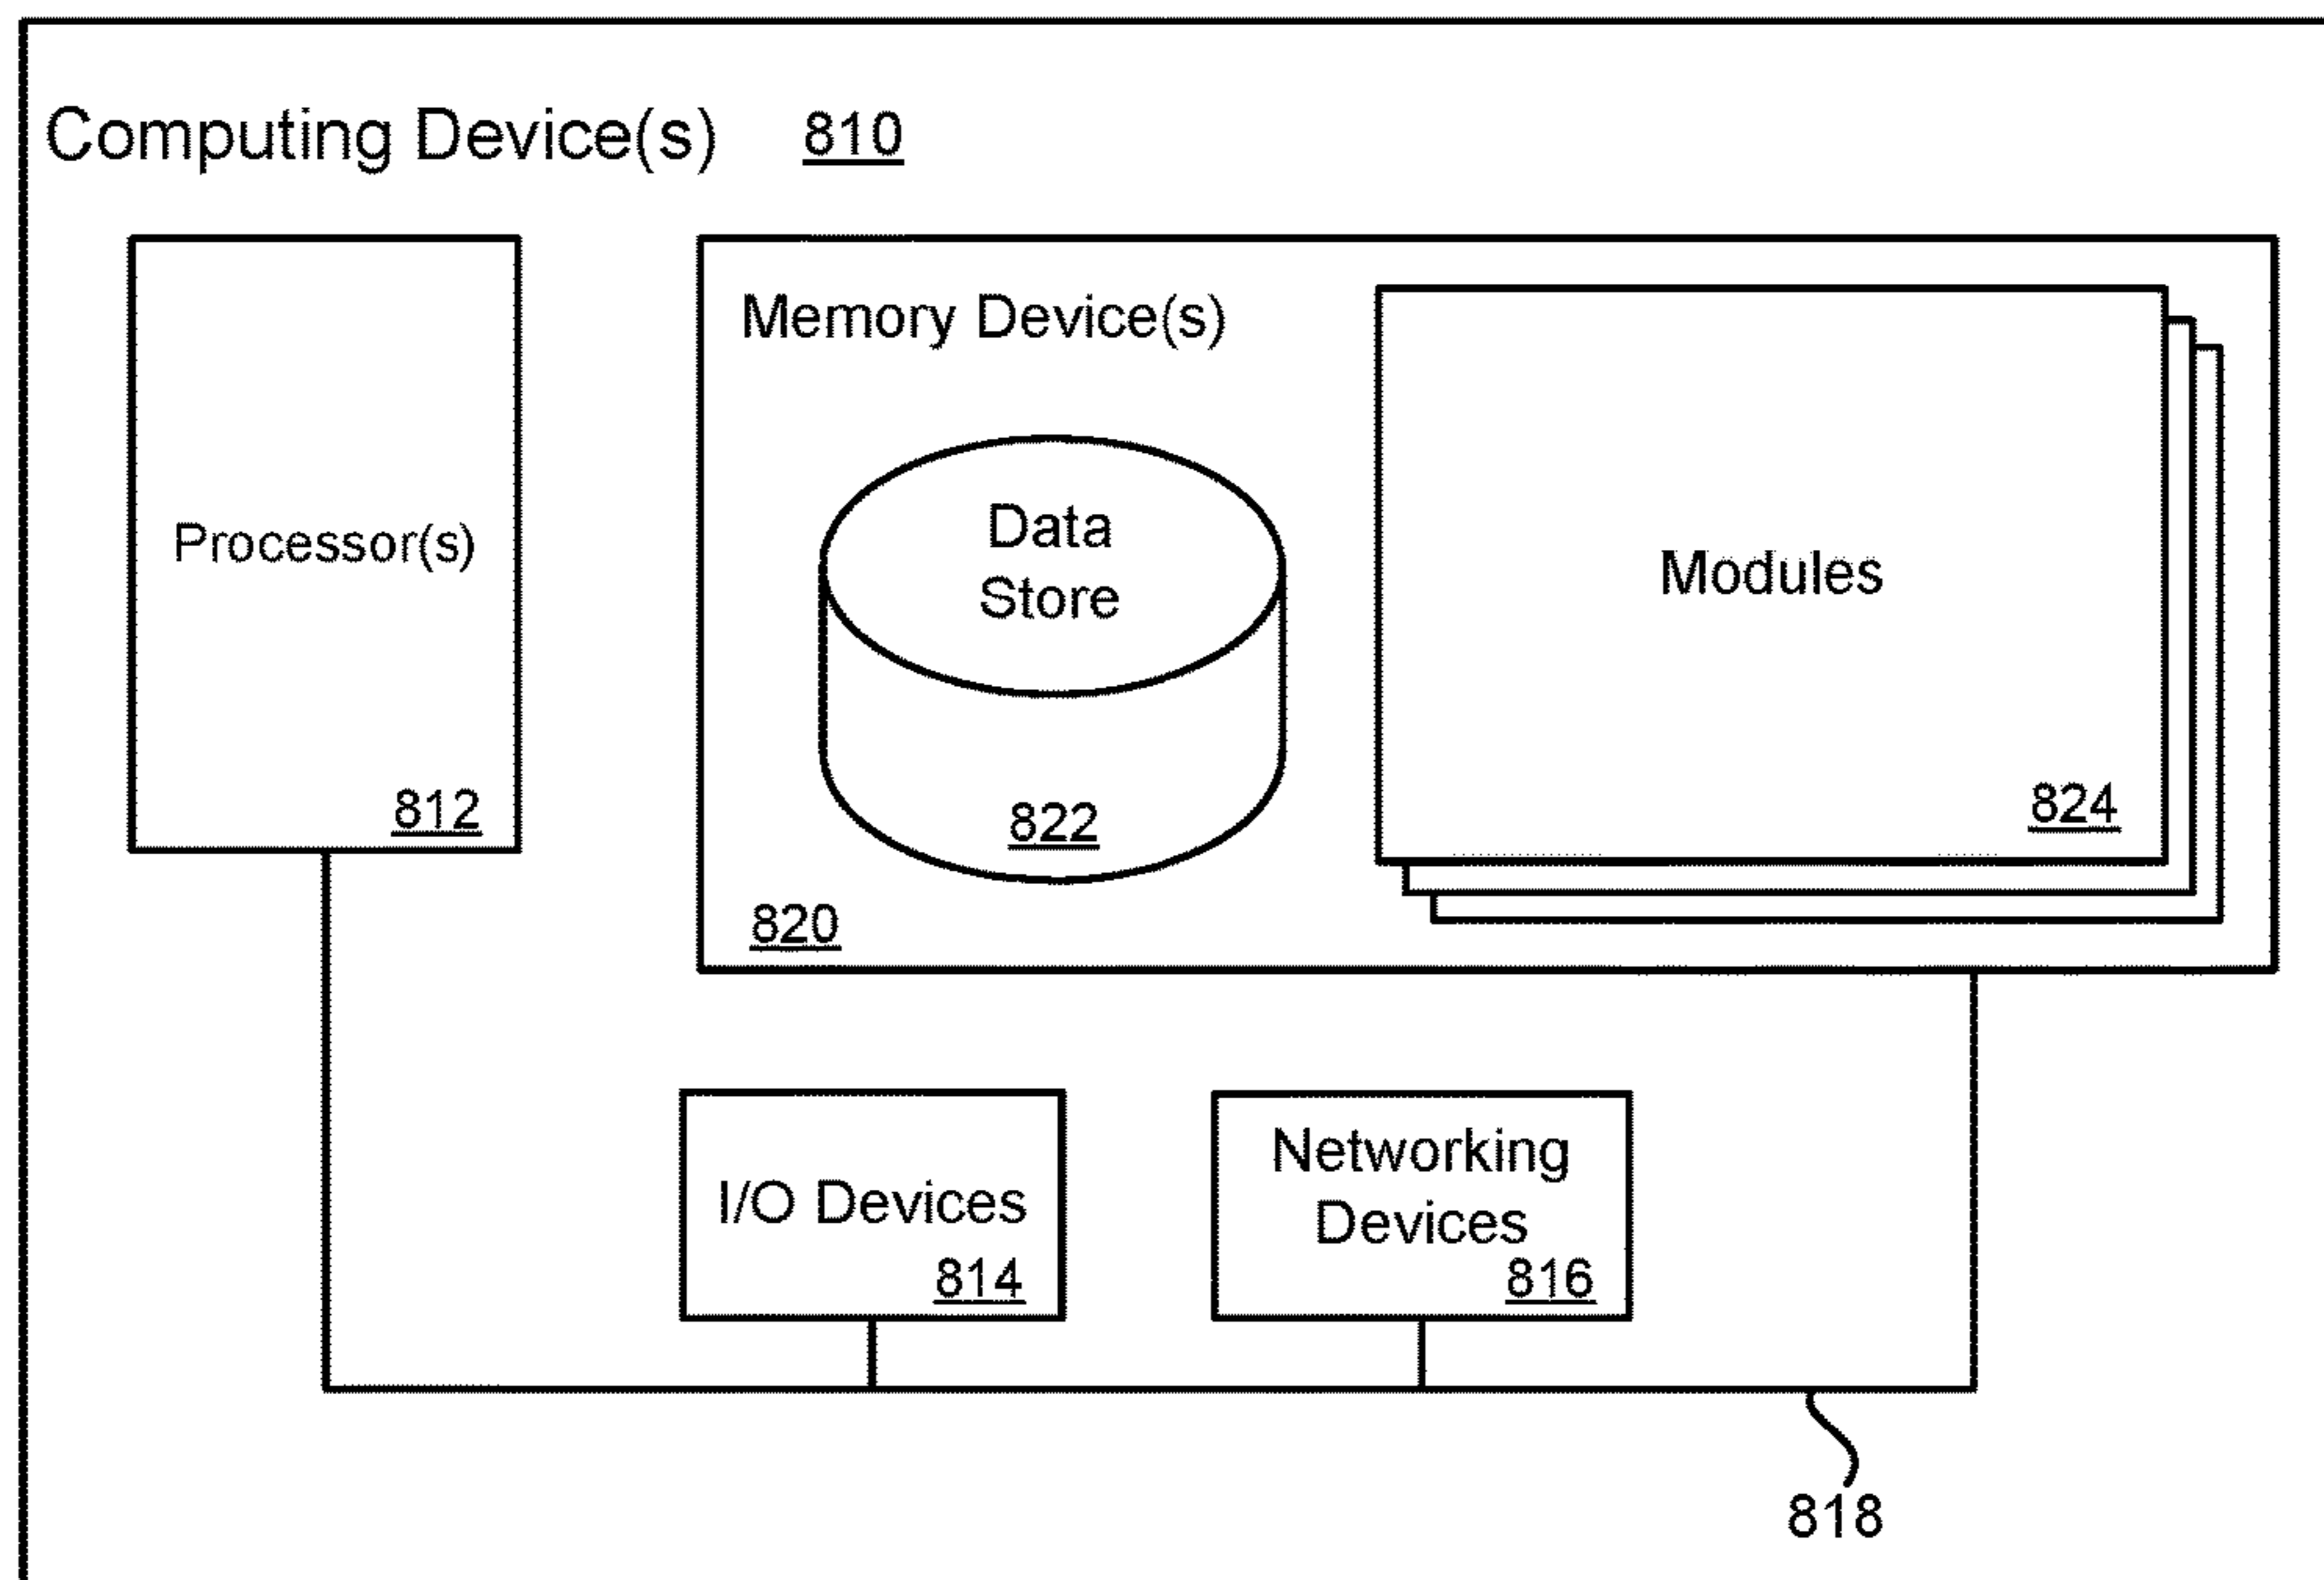 Computing Device(s) 810
Processor(s)
812
Memory Device(s)
Data
Store
822
820
Modules
824
I/O Devices
814
Networking
Devices
816
818